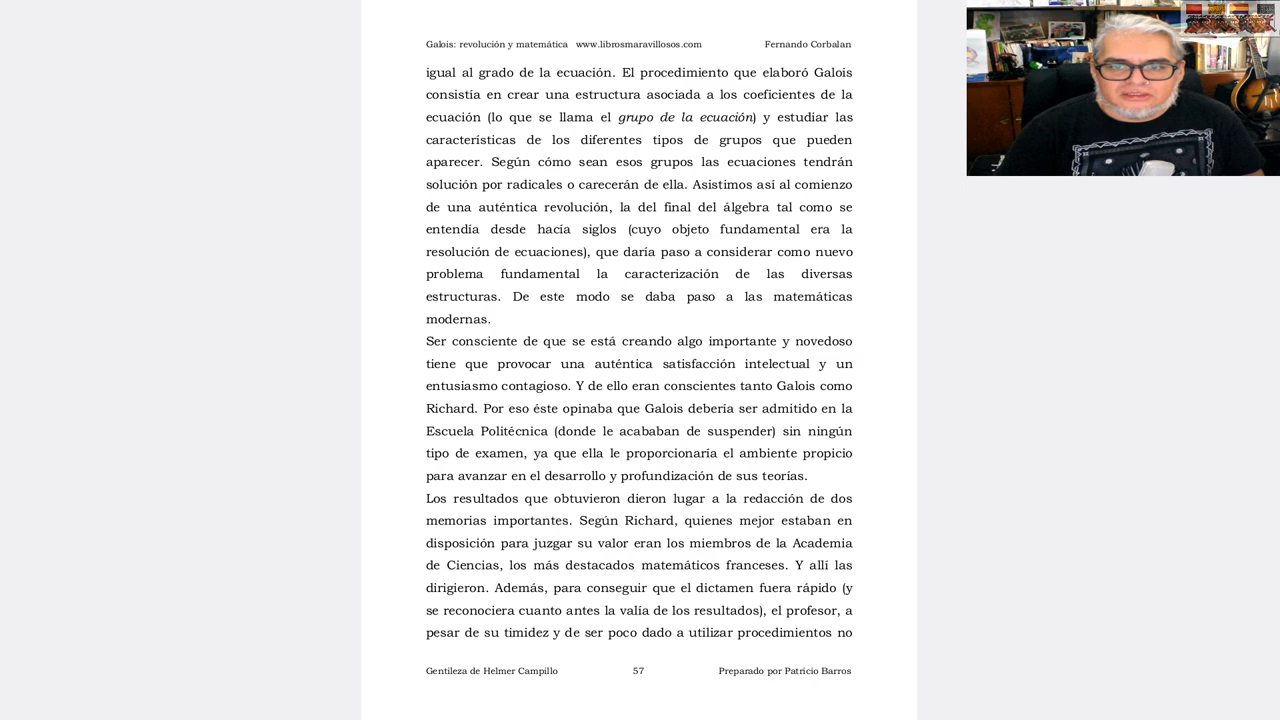 Galois: revolución y matemática www.librosmaravillosos.com Fernando Corbalan
igual al grado de la ecuación. El procedimiento que elaboró Galois
consistía en crear una estructura asociada a los coeficientes de la
ecuación (lo que se llama el grupo de la ecuación) y estudiar las
características de los diferentes tipos de grupos que pueden
aparecer. Según cómo sean esos grupos las ecuaciones tendrán
solución por radicales o carecerán de ella. Asistimos así al comienzo
de una auténtica revolución, la del final del álgebra tal como se
entendía desde hacía siglos (cuyo objeto fundamental era la
resolución de ecuaciones), que daría paso a considerar como nuevo
problema fundamental la caracterización de las diversas
estructuras. De este modo se daba paso a las matemáticas
modernas.
Ser consciente de que se está creando algo importante y novedoso
tiene que provocar una auténtica satisfacción intelectual y un
entusiasmo contagioso. Y de ello eran conscientes tanto Galois como
Richard. Por eso éste opinaba que Galois debería ser admitido en la
Escuela Politécnica (donde le acababan de suspender) sin ningún
tipo de examen, ya que ella le proporcionaría el ambiente propicio
para avanzar en el desarrollo y profundización de sus teorías.
Los resultados que obtuvieron dieron lugar a la redacción de dos
memorias importantes. Según Richard, quienes mejor estaban en
disposición para juzgar su valor eran los miembros de la Academia
de Ciencias, los más destacados matemáticos franceses. Y allí las
dirigieron. Además, para conseguir que el dictamen fuera rápido (y
se reconociera cuanto antes la valía de los resultados), el profesor, a
pesar de su timidez y de ser poco dado a utilizar procedimientos no
Gentileza de Helmer Campillo 57 Preparado por Patricio Barros